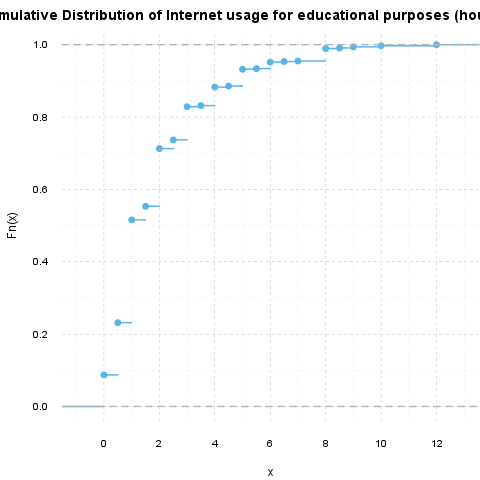 mulative Distribution of Internet usage for educational purposes (hou
1.0
0.8
0.6
0.4
0.2
0.0
Fn(x)
0 2 4 6 8 10 12
x